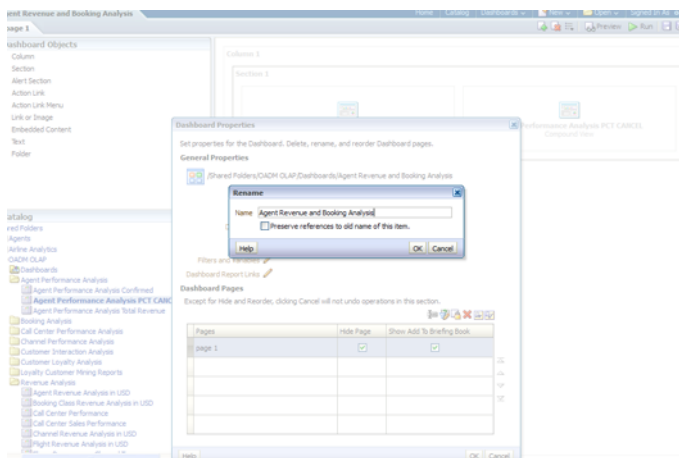 gent Revenue and Booking Analysis
Home Catalog Dashboards New Open Signed In As
page 1
Preview Run
Dashboard Objects
Column
Section
Alert Section
Action Link
Action Link Menu
Link or Image
Embedded Content
Text
Folder
Column 1
Section 1
Performance Analysis PCT CANCEL
Compound View
Dashboard Properties
Set properties for the Dashboard. Delete, rename, and reorder Dashboard pages.
General Properties
/Shared Folders/OADM OLAP/Dashboards/Agent Revenue and Booking Analysis
Rename
Name Agent Revenue and Booking Analysis
Preserve references to old name of this item.
Help OK Cancel
Filters and Variables
Dashboard Report Links
Dashboard Pages
Except for Hide and Reorder, clicking Cancel will not undo operations in this section.
Pages Hide Page Show Add To Briefing Book
page 1
Help OK Cancel
atalog
red Folders
Agents
Airline Analytics
OADM OLAP
Dashboards
Agent Performance Analysis
Agent Performance Analysis Confirmed
Agent Performance Analysis PCT CANC
Agent Performance Analysis Total Revenue
Booking Analysis
Call Center Performance Analysis
Channel Performance Analysis
Customer Interaction Analysis
Customer Loyalty Analysis
Loyalty Customer Mining Reports
Revenue Analysis
Agent Revenue Analysis in USD
Booking Class Revenue Analysis in USD
Call Center Performance
Call Center Sales Performance
Channel Revenue Analysis in USD
Flight Revenue Analysis in USD